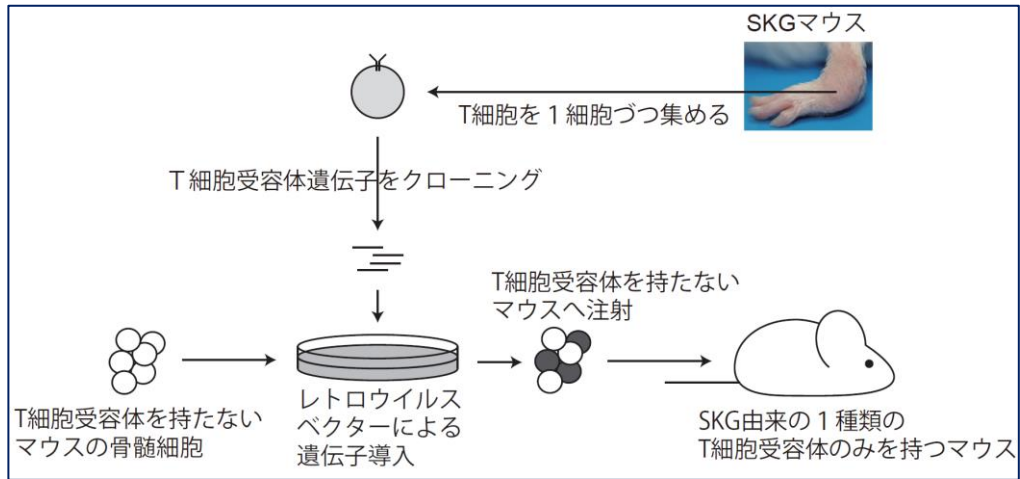 SKGマウス
T細胞を１細胞づつ集める
T細胞受容体遺伝子をクローニング
T細胞受容体を持たない
マウスへ注射
T細胞受容体を持たない
マウスの骨髄細胞
レトロウイルス
ベクターによる
遺伝子導入
SKG由来の１種類の
T細胞受容体のみを持つマウス